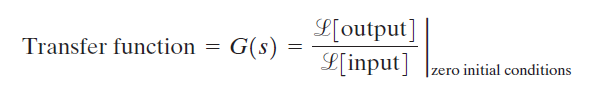 Transfer function = G(s) = ℒ[output] / ℒ[input] | zero initial conditions